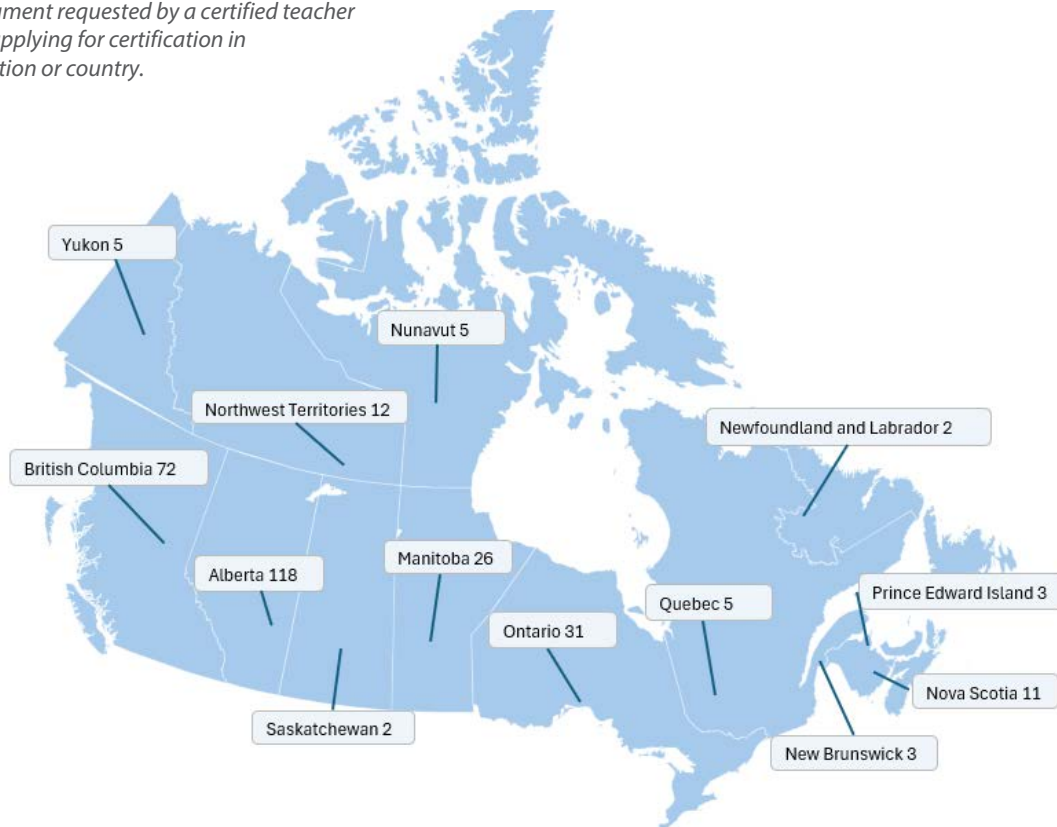 ument requested by a certified teacher
applying for certification in
tion or country.
Yukon 5
Nunavut 5
Northwest Territories 12
Newfoundland and Labrador 2
British Columbia 72
Manitoba 26
Alberta 118
Prince Edward Island 3
Quebec 5
Ontario 31
Nova Scotia 11
Saskatchewan 2
New Brunswick 3